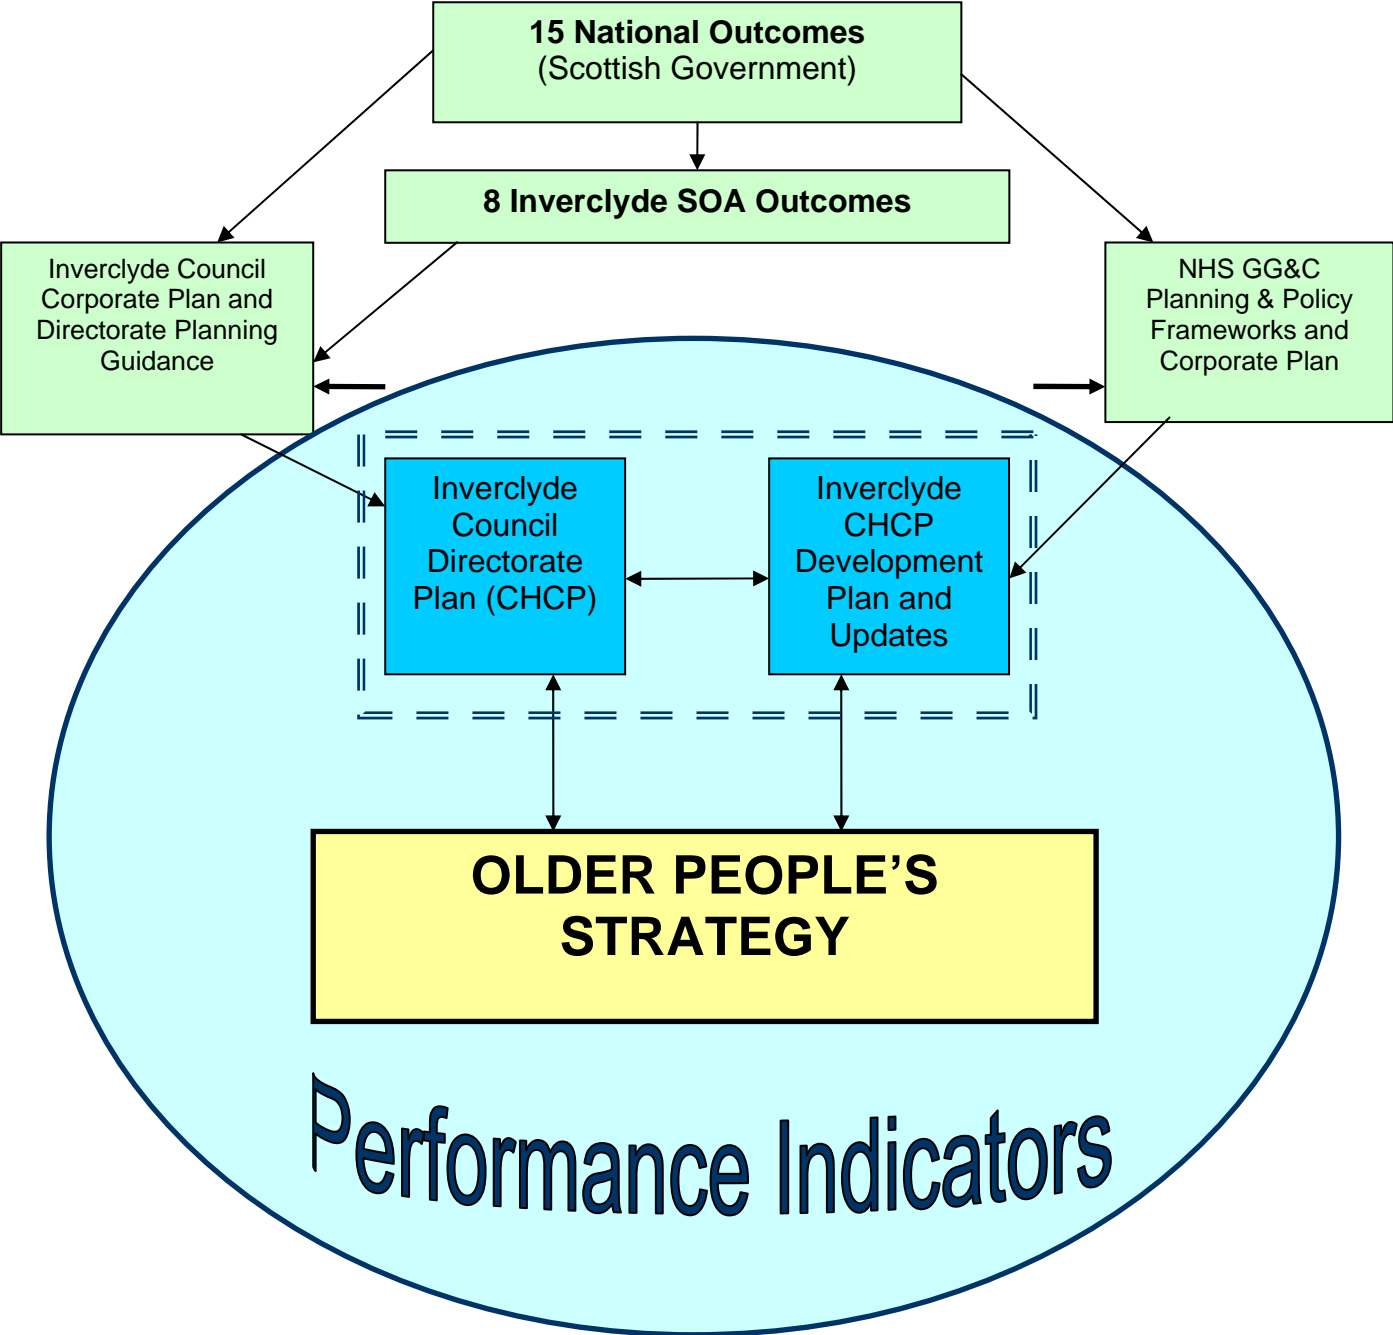 15 National Outcomes
(Scottish Government)
8 Inverclyde SOA Outcomes
Inverclyde Council
Corporate Plan and
Directorate Planning
Guidance
NHS GG&C
Planning & Policy
Frameworks and
Corporate Plan
Inverclyde
Council
Directorate
Plan (CHCP)
Inverclyde
CHCP
Development
Plan and
Updates
OLDER PEOPLE’S
STRATEGY
Performance Indicators